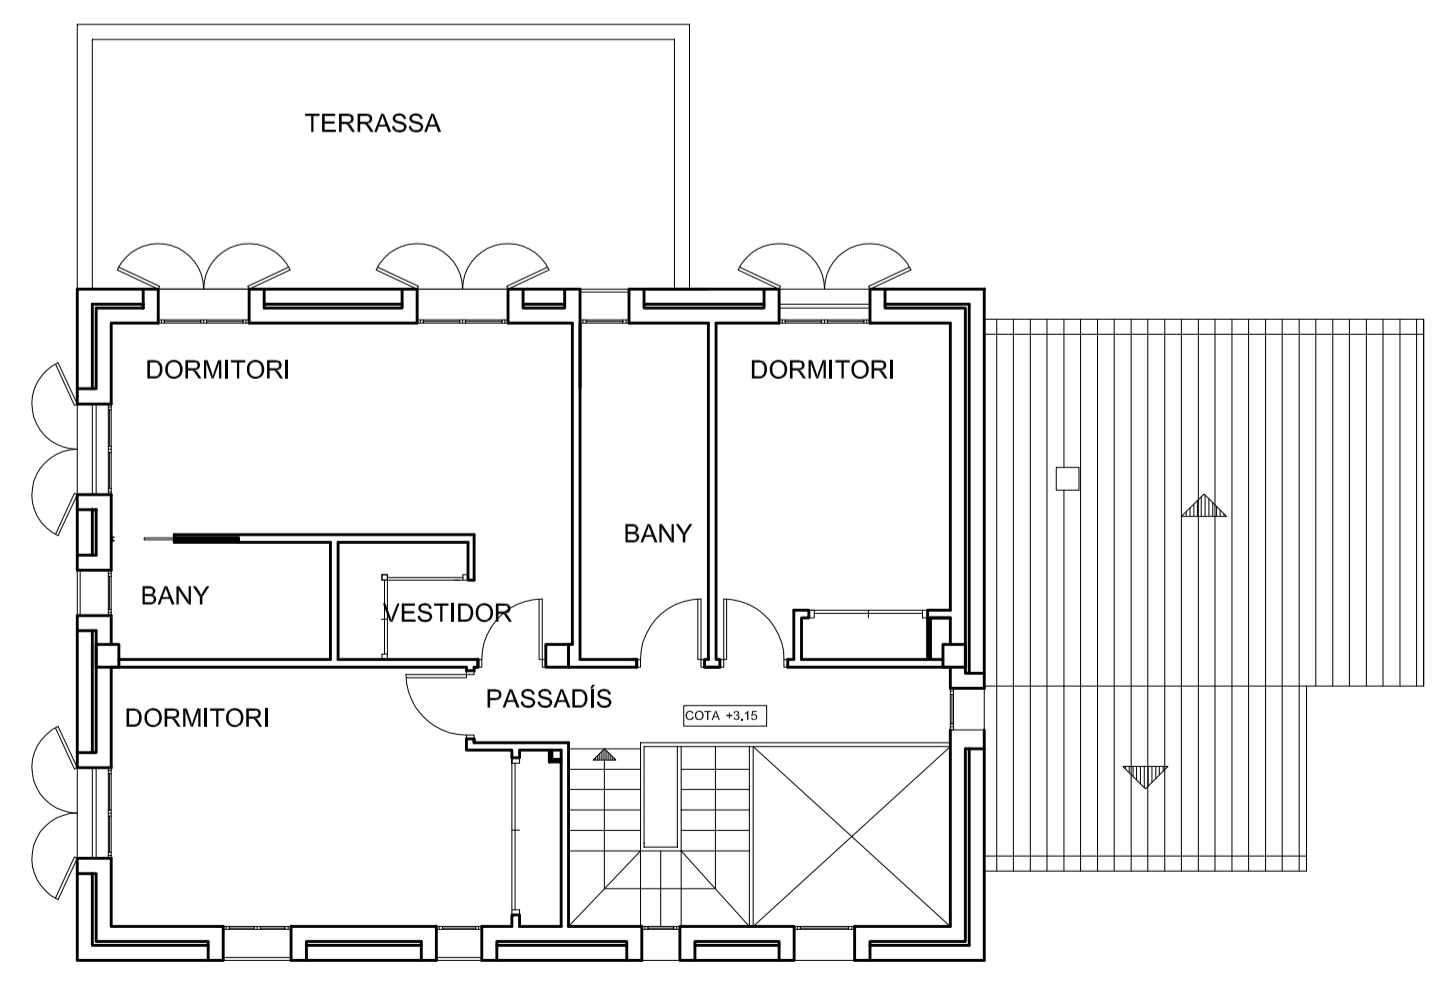 TERRASSA
DORMITORI
DORMITORI
BANY
BANY
VESTIDOR
PASSADÍS
DORMITORI
COTA +3,15